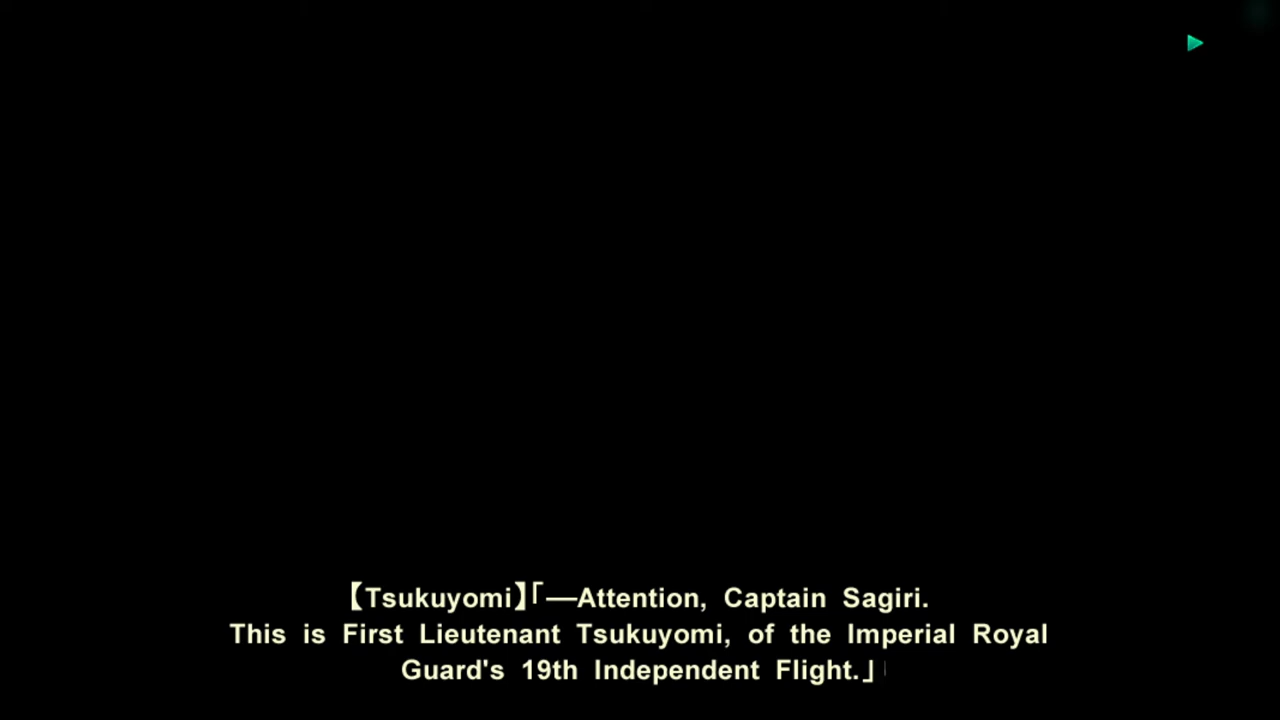 【Tsukuyomi】「—Attention, Captain Sagiri.
This is First Lieutenant Tsukuyomi, of the Imperial Royal
Guard's 19th Independent Flight.」